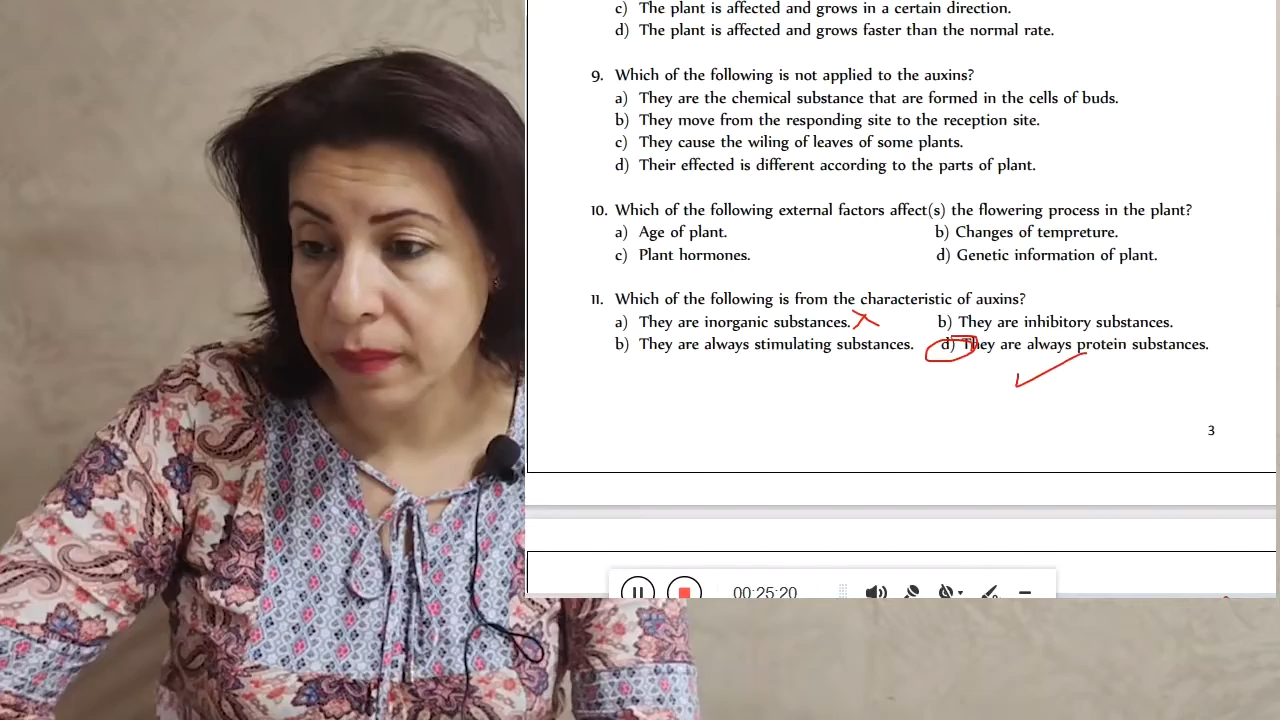 c) The plant is affected and grows in a certain direction.
d) The plant is affected and grows faster than the normal rate.
9. Which of the following is not applied to the auxins?
a) They are the chemical substance that are formed in the cells of buds.
b) They move from the responding site to the reception site.
c) They cause the wiling of leaves of some plants.
d) Their effected is different according to the parts of plant.
10. Which of the following external factors affect(s) the flowering process in the plant?
a) Age of plant. b) Changes of tempreture.
c) Plant hormones. d) Genetic information of plant.
11. Which of the following is from the characteristic of auxins?
a) They are inorganic substances. b) They are inhibitory substances.
b) They are always stimulating substances. d) They are always protein substances.
3
00:25:20